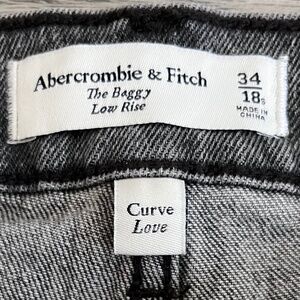 Abercrombie & Fitch
The Baggy
Low Rise
34
18s
MADE IN
CHINA
Curve
Love